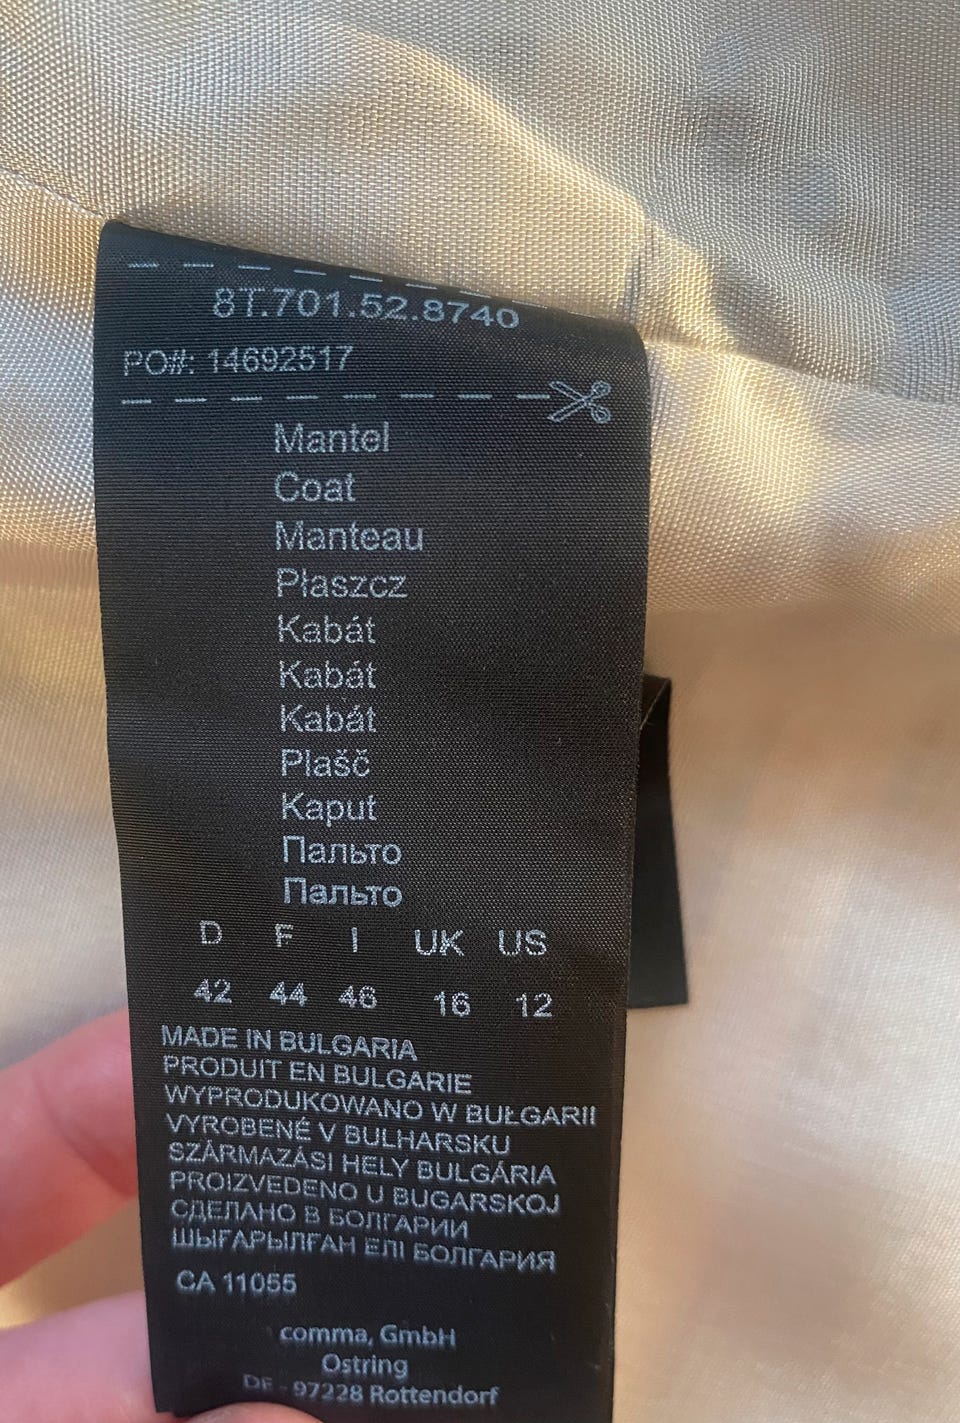 8T.701.52.8740
PO#: 14692517
Mantel
Coat
Manteau
Płaszcz
Kabát
Kabát
Kabát
Plašč
Kaput
Пальто
Пальто
D F I UK US
42 44 46 16 12
MADE IN BULGARIA
PRODUIT EN BULGARIE
WYPRODUKOWANO W BUŁGARII
VYROBENÉ V BULHARSKU
SZÁRMAZÁSI HELY BULGÁRIA
PROIZVEDENO U BUGARSKOJ
СДЕЛАНО В БОЛГАРИИ
ШЫҒАРЫЛҒАН ЕЛІ БОЛГАРИЯ
CA 11055
comma, GmbH
Ostring
DE - 97228 Rottendorf